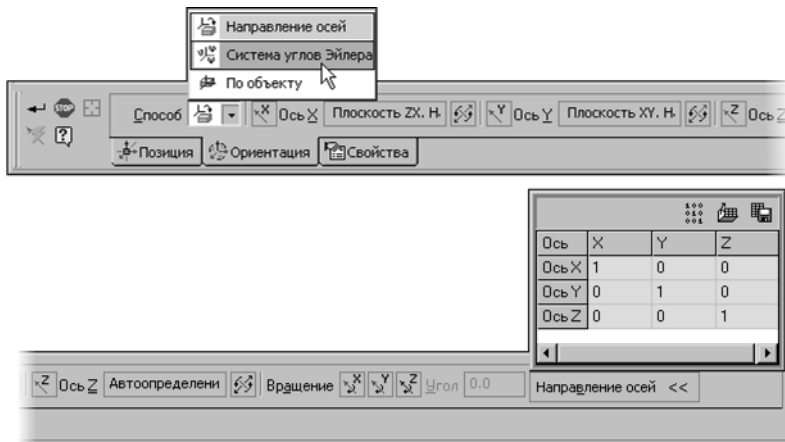 Направление осей
Система углов Эйлера
По объекту
STOP
Способ X Ось X Плоскость ZX. Н. Y Ось Y Плоскость XY. Н. Z Ось Z
Позиция Ориентация Свойства
Ось X Y Z
Ось X 1 0 0
Ось Y 0 1 0
Ось Z 0 0 1
Z Ось Z Автоопределени Вращение X Y Z Угол 0.0 Направление осей <<